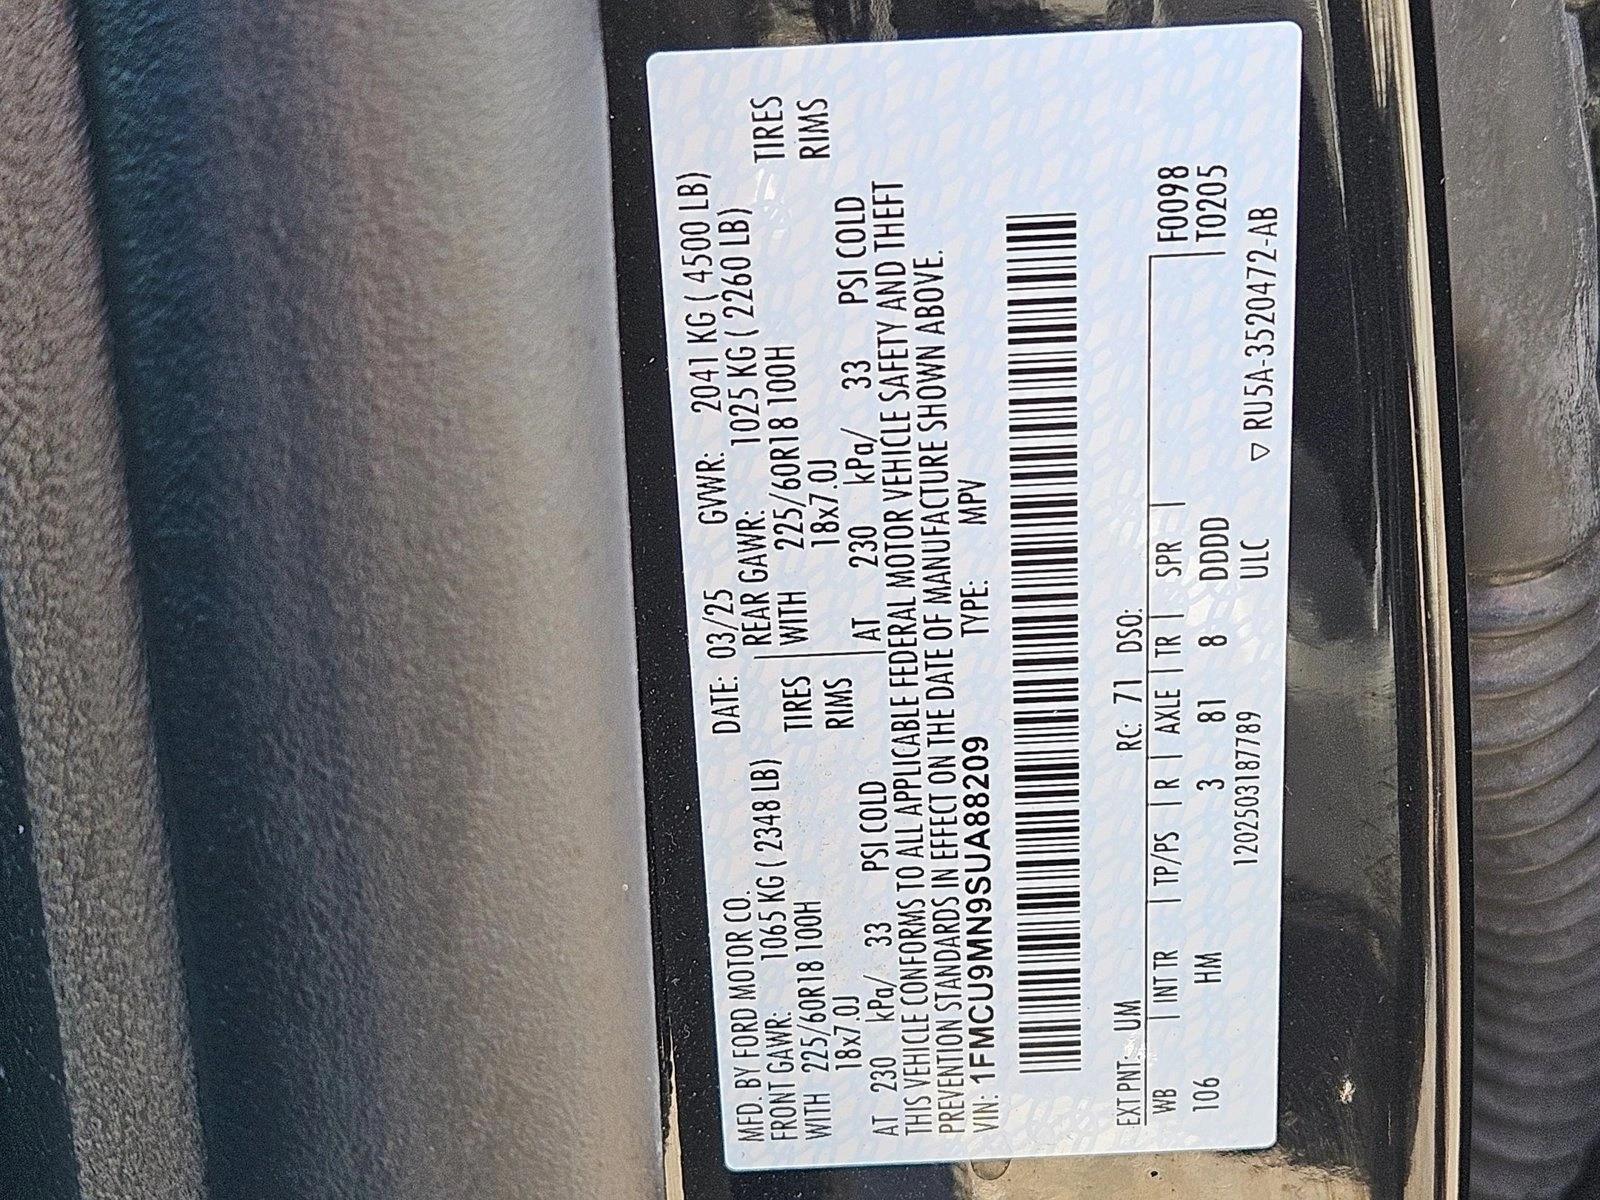 MFD. BY FORD MOTOR CO. DATE: 03/25 GVWR: 2041 KG ( 4500 LB)
FRONT GAWR: 1065 KG ( 2348 LB) REAR GAWR: 1025 KG ( 2260 LB)
WITH 225/60R18 100H TIRES WITH 225/60R18 100H TIRES
18x7.0J RIMS 18x7.0J RIMS
AT 230 kPa/ 33 PSI COLD AT 230 kPa/ 33 PSI COLD
THIS VEHICLE CONFORMS TO ALL APPLICABLE FEDERAL MOTOR VEHICLE SAFETY AND THEFT
PREVENTION STANDARDS IN EFFECT ON THE DATE OF MANUFACTURE SHOWN ABOVE.
VIN: 1FMCU9MN9SUA88209 TYPE: MPV
EXT PNT: UM RC: 71 DSO:
WB INT TR TP/PS R AXLE TR SPR F0098
106 HM 3 81 8 DDDD T0205
1202503187789 ULC ▽ RU5A-3520472-AB